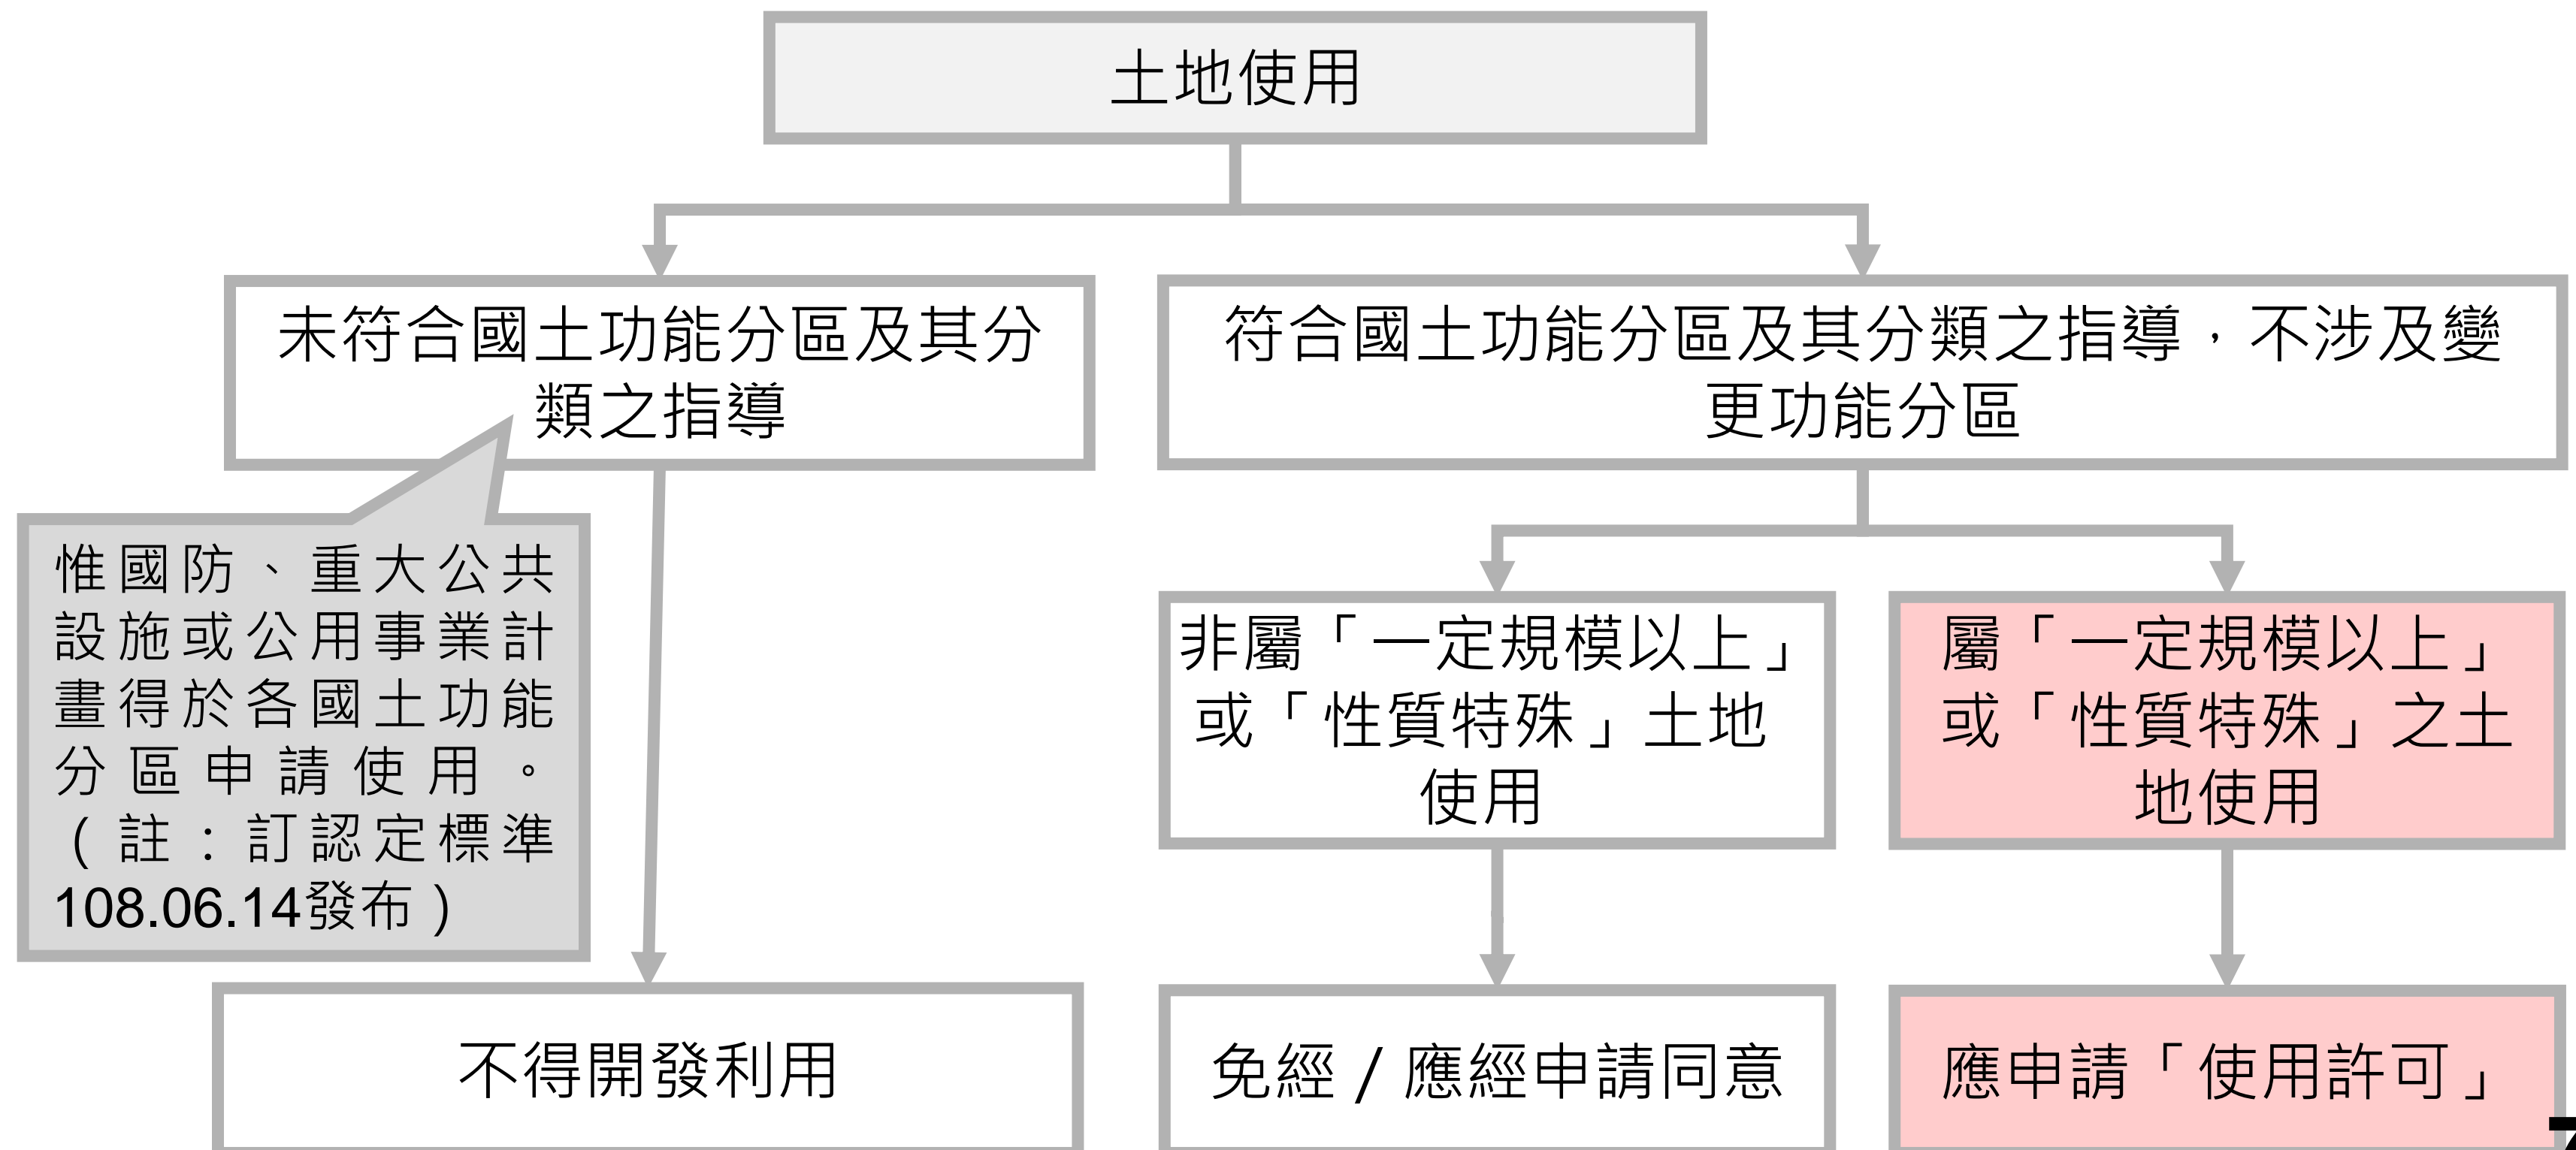 土地使用
未符合國土功能分區及其分
類之指導
符合國土功能分區及其分類之指導，不涉及變
更功能分區
惟國防、重大公共
設施或公用事業計
畫得於各國土功能
分區申請使用。
（註：訂認定標準
108.06.14發布）
非屬「一定規模以上」
或「性質特殊」土地
使用
屬「一定規模以上」
或「性質特殊」之土
地使用
不得開發利用
免經/應經申請同意
應申請「使用許可」